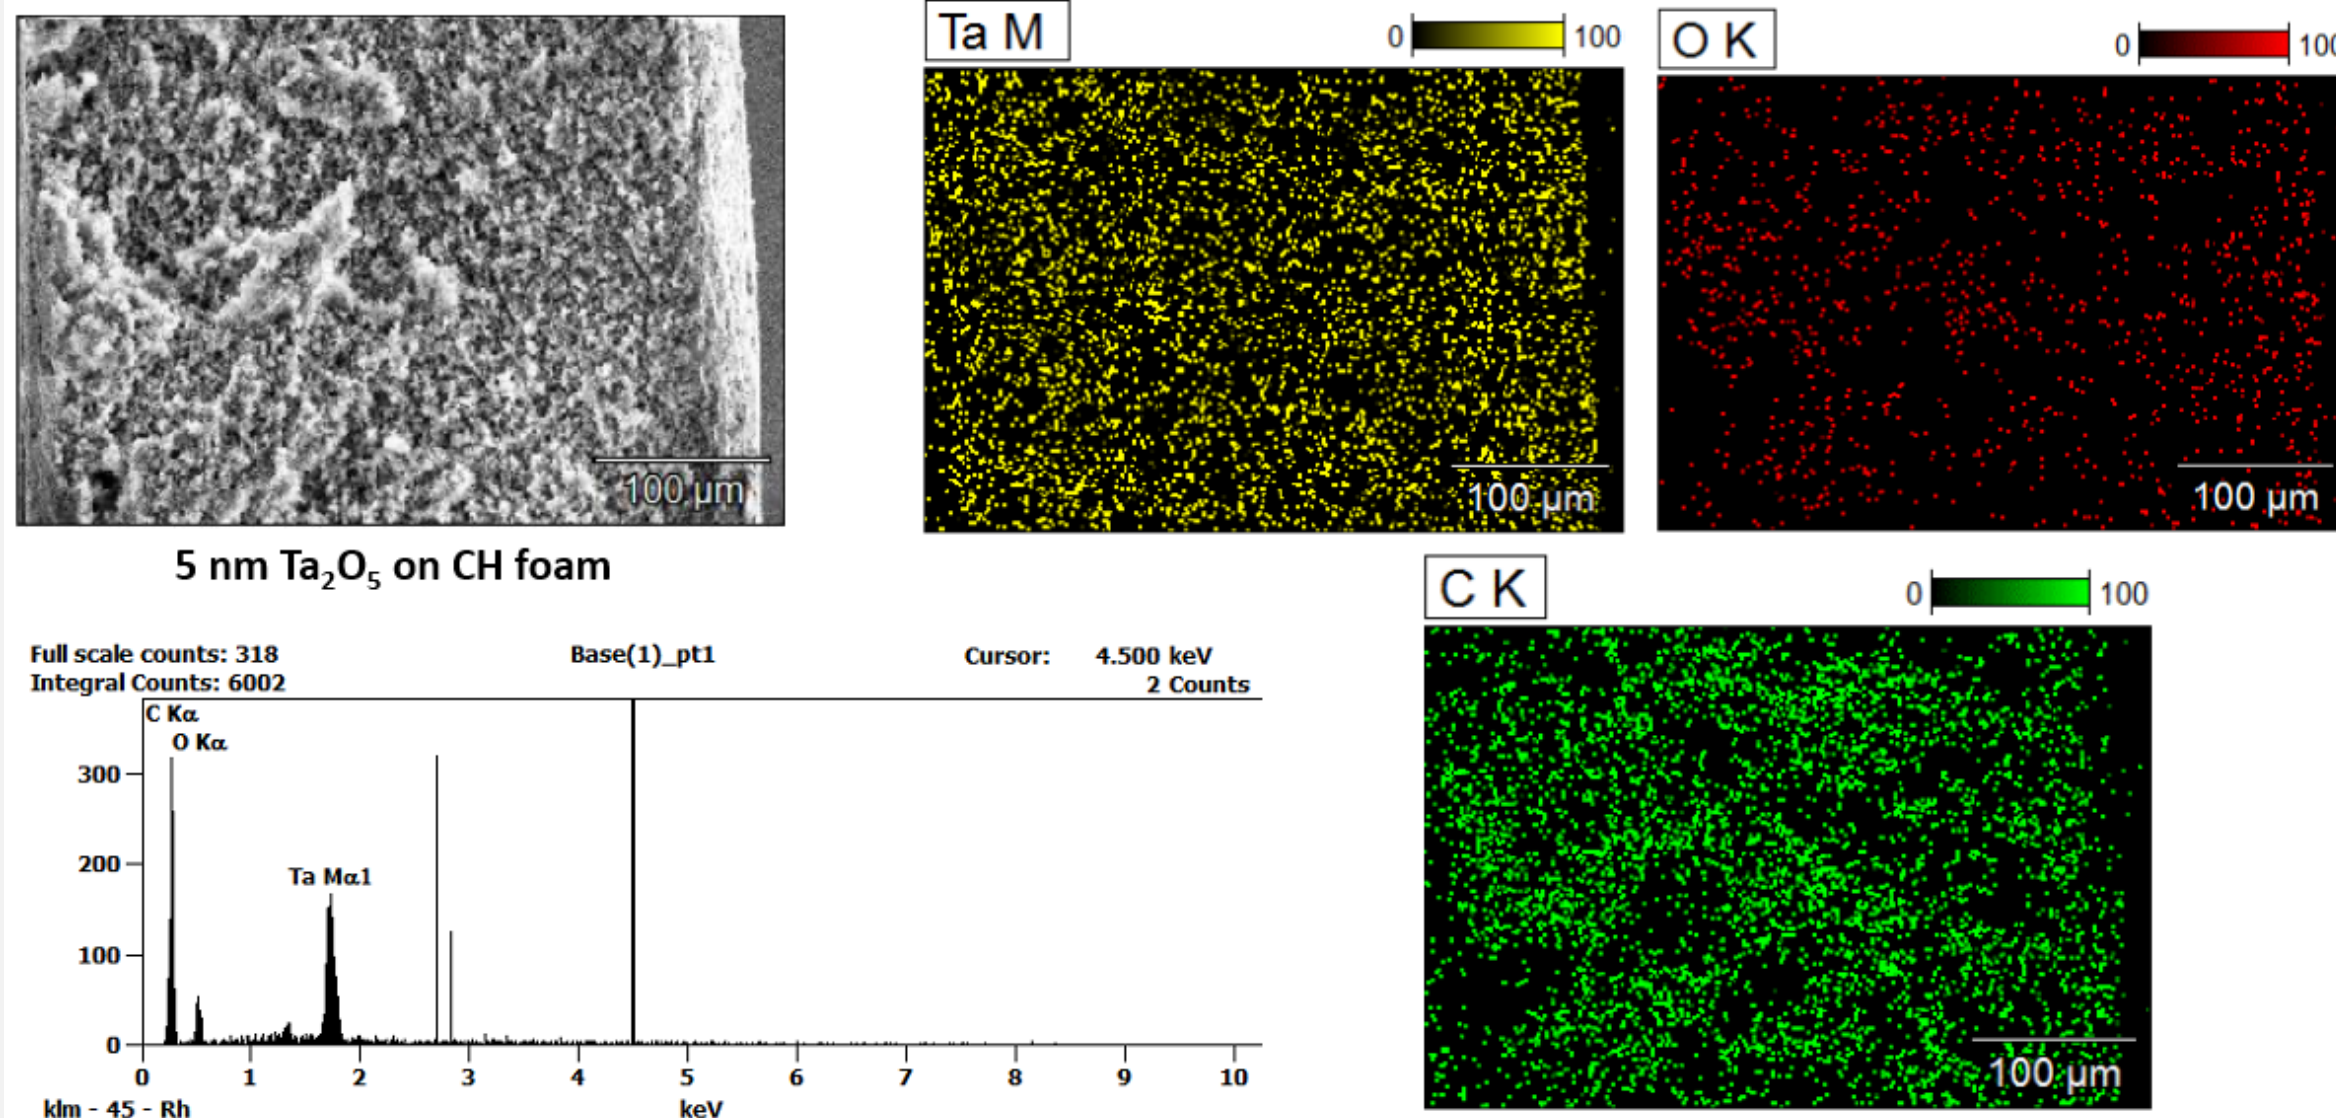 Ta M
0 100
O K
0 100
100 µm
100 µm
100 µm
5 nm Ta₂O₅ on CH foam
C K
0 100
100 µm
Full scale counts: 318
Integral Counts: 6002
Base(1)_pt1
Cursor: 4.500 keV
2 Counts
C Kα
O Kα
Ta Mα1
300
200
100
0
0 1 2 3 4 5 6 7 8 9 10
klm - 45 - Rh
keV